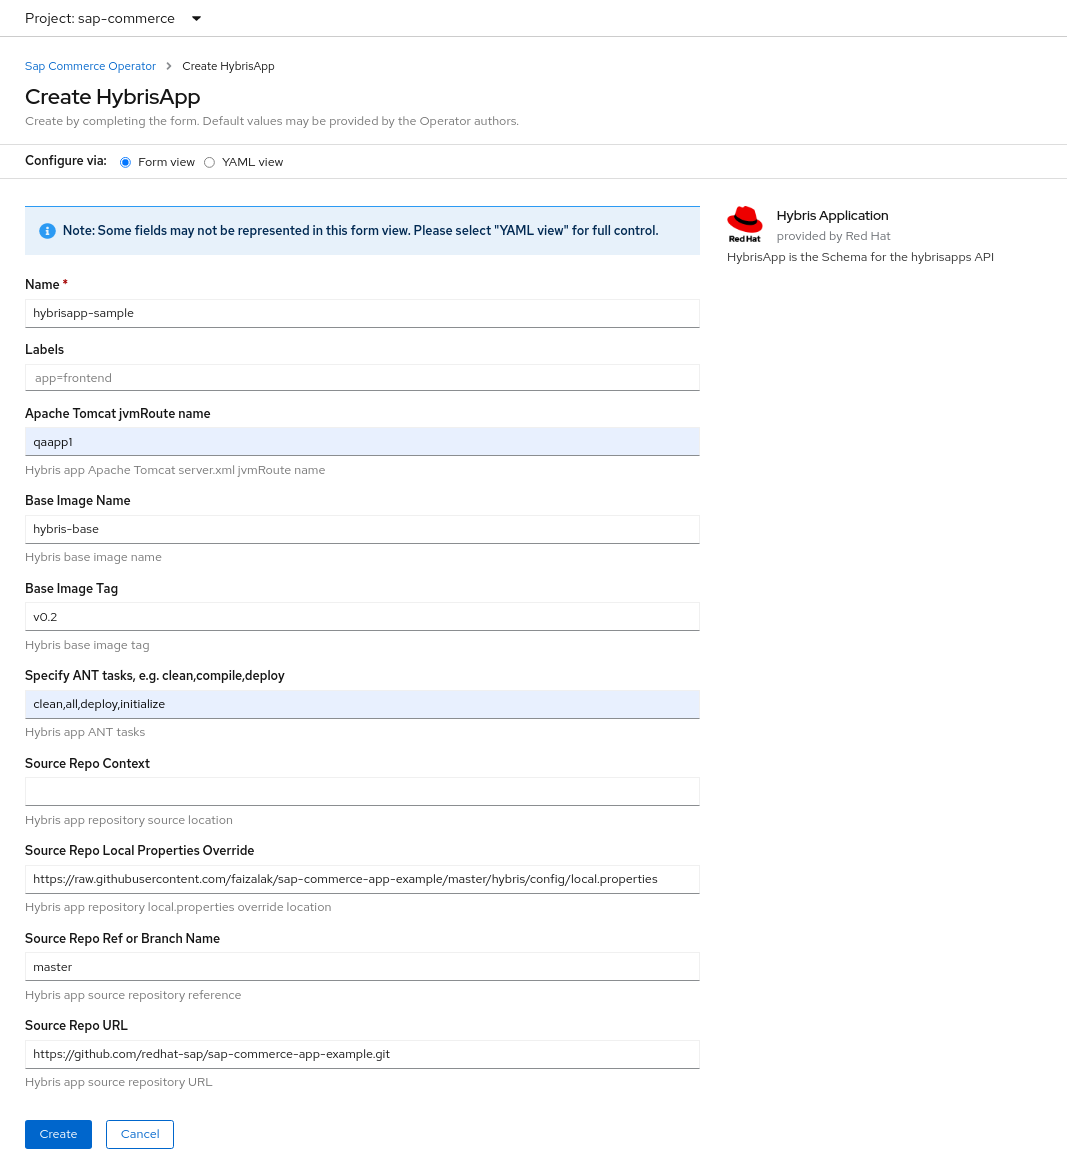 Project: sap-commerce
Sap Commerce Operator > Create HybrisApp
Create HybrisApp
Create by completing the form. Default values may be provided by the Operator authors.
Configure via: Form view YAML view
Note: Some fields may not be represented in this form view. Please select "YAML view" for full control.
Red Hat
Hybris Application
provided by Red Hat
HybrisApp is the Schema for the hybrisapps API
Name *
hybrisapp-sample
Labels
app=frontend
Apache Tomcat jvmRoute name
qaapp1
Hybris app Apache Tomcat server.xml jvmRoute name
Base Image Name
hybris-base
Hybris base image name
Base Image Tag
v0.2
Hybris base image tag
Specify ANT tasks, e.g. clean,compile,deploy
clean,all,deploy,initialize
Hybris app ANT tasks
Source Repo Context
Hybris app repository source location
Source Repo Local Properties Override
https://raw.githubusercontent.com/faizalak/sap-commerce-app-example/master/hybris/config/local.properties
Hybris app repository local.properties override location
Source Repo Ref or Branch Name
master
Hybris app source repository reference
Source Repo URL
https://github.com/redhat-sap/sap-commerce-app-example.git
Hybris app source repository URL
Create Cancel